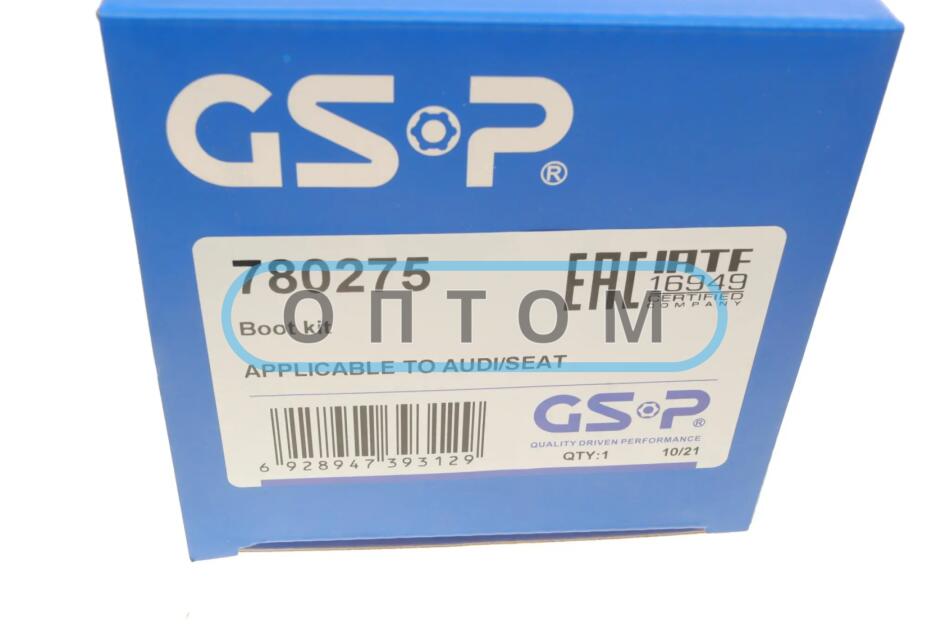 GSP®
780275
EAC
IATF
16949
CERTIFIED
COMPANY
ОПТОМ
Boot kit
APPLICABLE TO AUDI/SEAT
GSP®
QUALITY DRIVEN PERFORMANCE
6 928947 393129
QTY:1
10/21